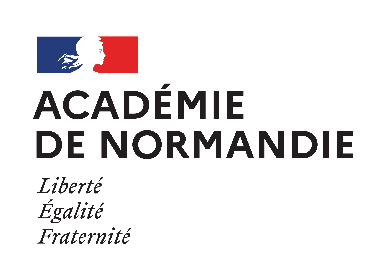 ACADÉMIE
DE NORMANDIE
Liberté
Égalité
Fraternité